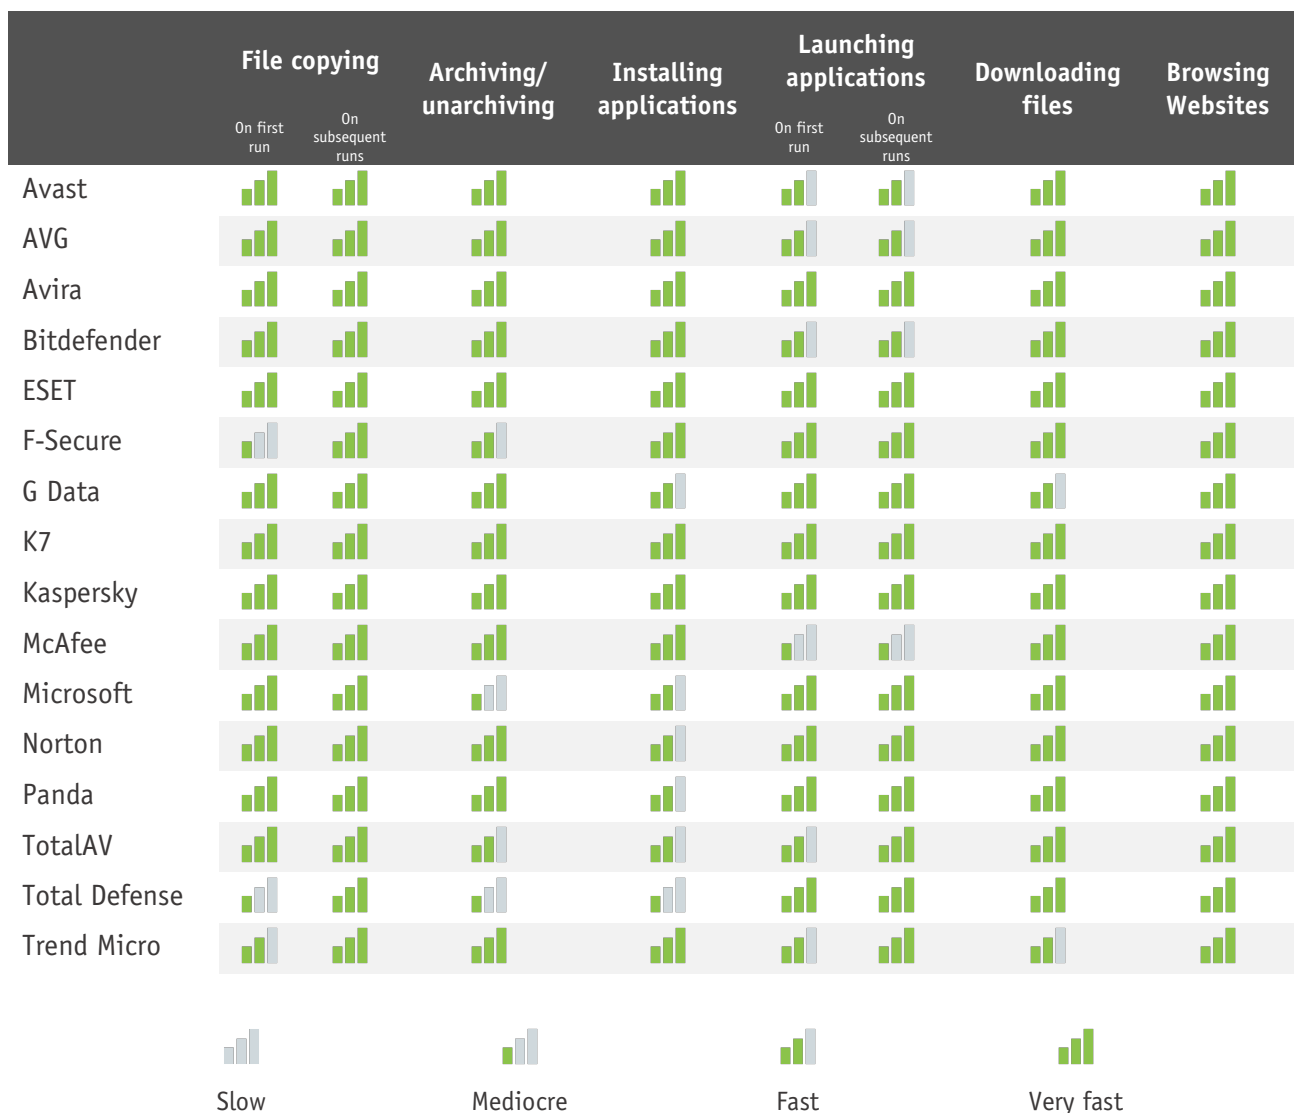 File copying
Archiving/
unarchiving
Installing
applications
Launching
applications
Downloading
files
Browsing
Websites
On first
run
On
subsequent
runs
On first
run
On
subsequent
runs
Avast
AVG
Avira
Bitdefender
ESET
F-Secure
G Data
K7
Kaspersky
McAfee
Microsoft
Norton
Panda
TotalAV
Total Defense
Trend Micro
Slow
Mediocre
Fast
Very fast